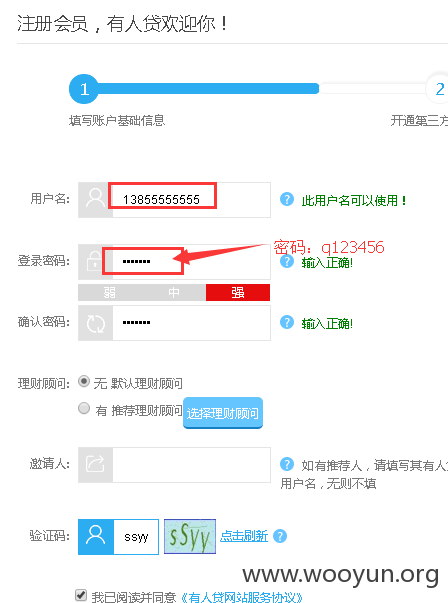 注册会员，有人贷欢迎你！
1
2
填写账户基础信息
开通第三方
用户名:
13855555555
? 此用户名可以使用！
密码：q123456
登录密码:
•••••••
? 输入正确!
弱 中 强
确认密码:
•••••••
? 输入正确!
理财顾问:
无 默认理财顾问
有 推荐理财顾问
选择理财顾问
邀请人:
? 如有推荐人，请填写其有人贷
用户名，无则不填
验证码:
ssyy
sSyy
点击刷新 ?
www.wooyun.org
我已阅读并同意《有人贷网站服务协议》